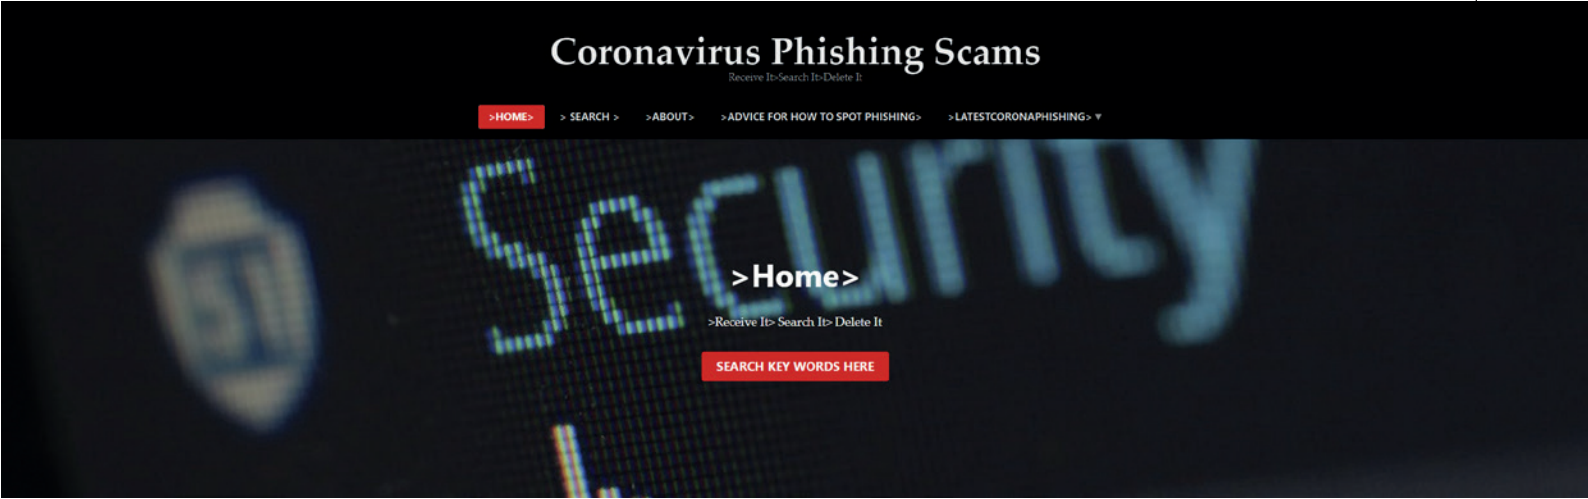 Coronavirus Phishing Scams
Receive It>Search It>Delete It
>HOME> > SEARCH > >ABOUT> >ADVICE FOR HOW TO SPOT PHISHING> >LATESTCORONAPHISHING> ▼
Security
>Home>
>Receive It> Search It> Delete It
SEARCH KEY WORDS HERE